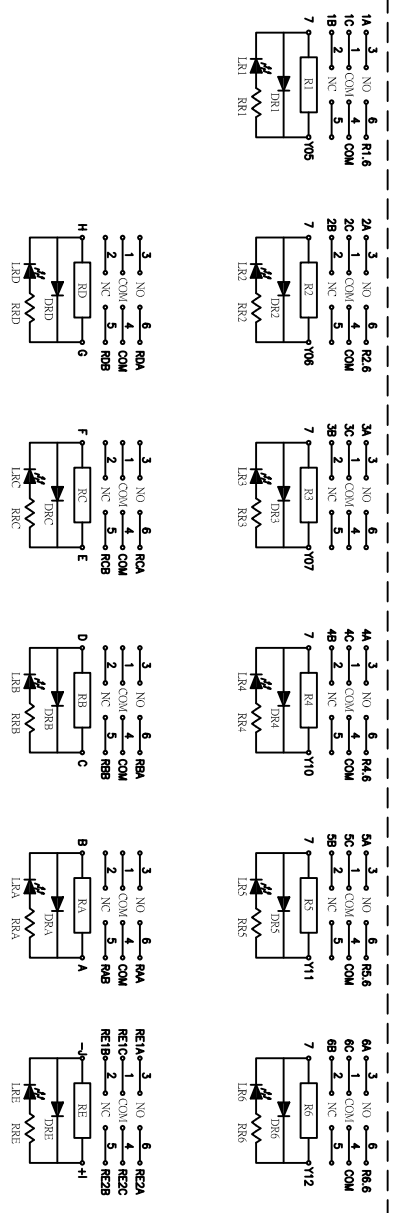 1A 3 NO 6 R1.6
1C 1 COM 4 COM
1B 2 NC 5
7 R1 Y05
DR1
LR1 RR1
2A 3 NO 6 R2.6
2C 1 COM 4 COM
2B 2 NC 5
7 R2 Y06
DR2
LR2 RR2
3A 3 NO 6
3C 1 COM 4
3B 2 NC 5
7 R3 Y07
DR3
LR3 RR3
4A 3 NO 6 R4.6
4C 1 COM 4 COM
4B 2 NC 5
7 R4 Y10
DR4
LR4 RR4
5A 3 NO 6 R5.6
5C 1 COM 4 COM
5B 2 NC 5
7 R5 Y11
DR5
LR5 RR5
6A 3 NO 6 R6.6
6C 1 COM 4 COM
6B 2 NC 5
7 R6 Y12
DR6
LR6 RR6
3 NO 6 RDA
1 COM 4 COM
2 NC 5 RDB
H RD G
DRD
LRD RRD
3 NO 6 RCA
1 COM 4 COM
2 NC 5 RCB
F RC E
DRC
LRC RRC
3 NO 6 RBA
1 COM 4 COM
2 NC 5 RBB
D RB C
DRB
LRB RRB
3 NO 6 RAA
1 COM 4 COM
2 NC 5 RAB
B RA A
DRA
LRA RRA
RE1A 3 NO 6 RE2A
RE1C 1 COM 4 RE2C
RE1B 2 NC 5 RE2B
-J RE +I
DRE
LRE RRE